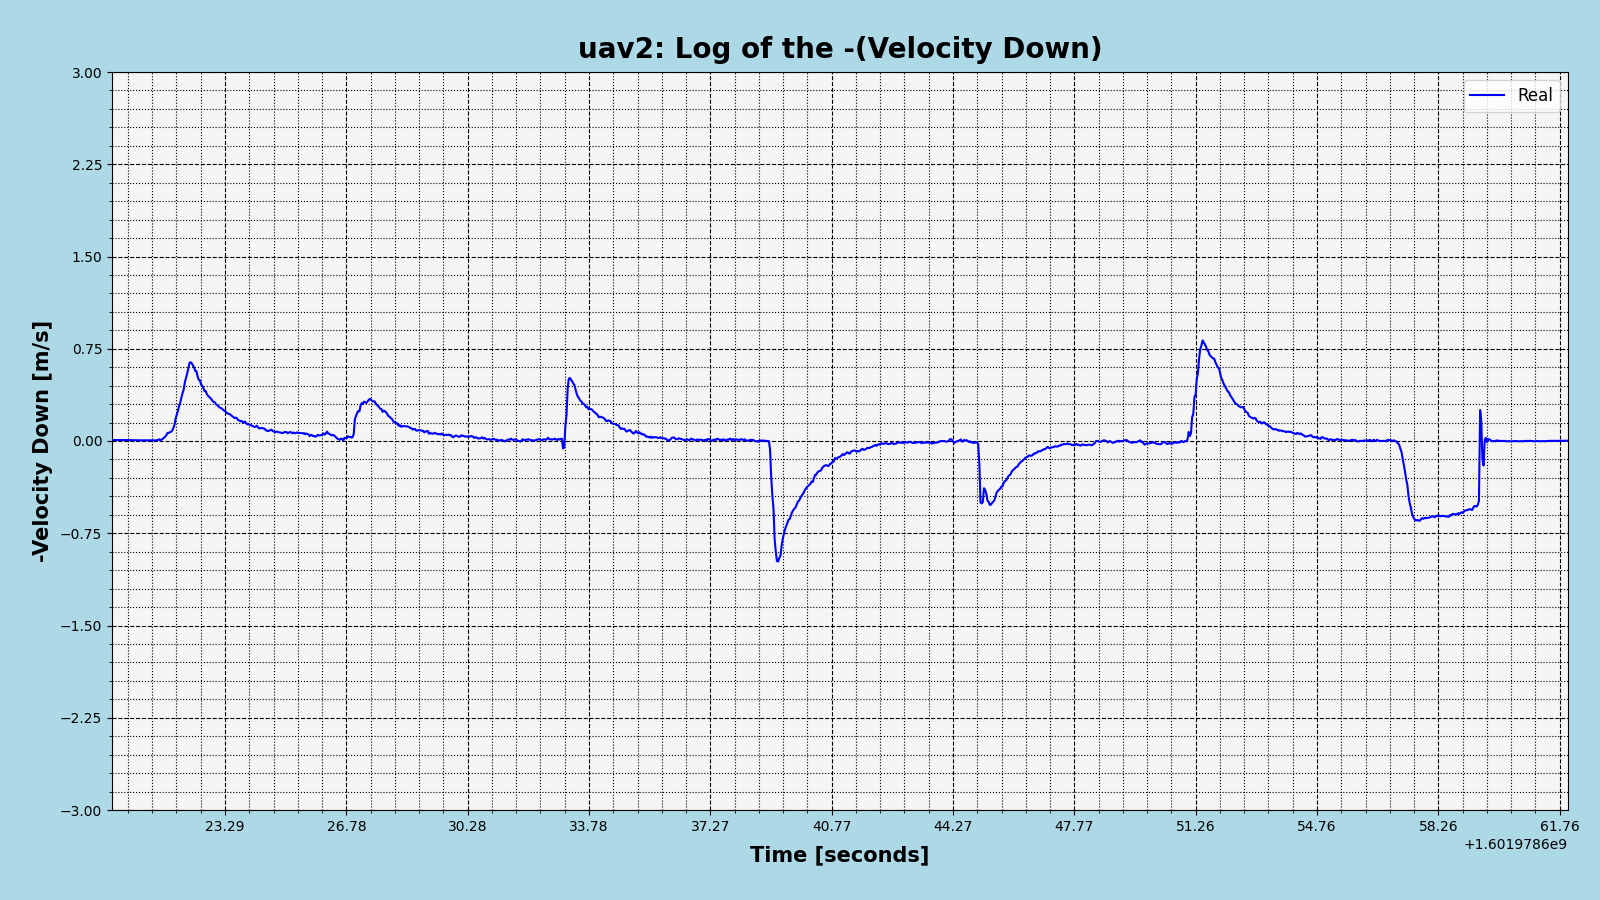 uav2: Log of the -(Velocity Down)
3.00
2.25
1.50
0.75
0.00
−0.75
−1.50
−2.25
−3.00
-Velocity Down [m/s]
Real
23.29 26.78 30.28 33.78 37.27 40.77 44.27 47.77 51.26 54.76 58.26 61.76
+1.6019786e9
Time [seconds]